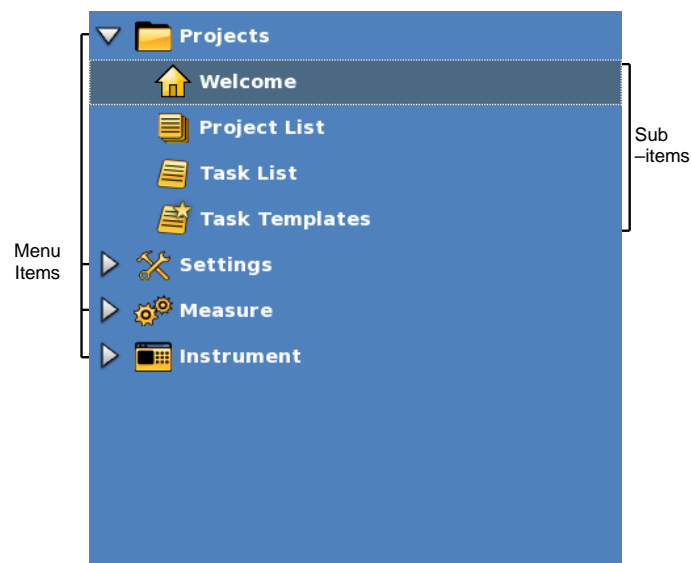 Projects
Welcome
Project List
Task List
Task Templates
Settings
Measure
Instrument
Menu
Items
Sub
–items